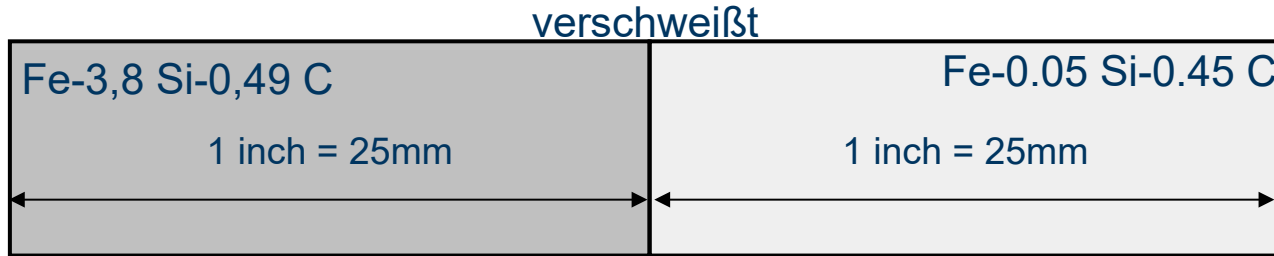 verschweißt
Fe-3,8 Si-0,49 C
Fe-0.05 Si-0.45 C
1 inch = 25mm
1 inch = 25mm